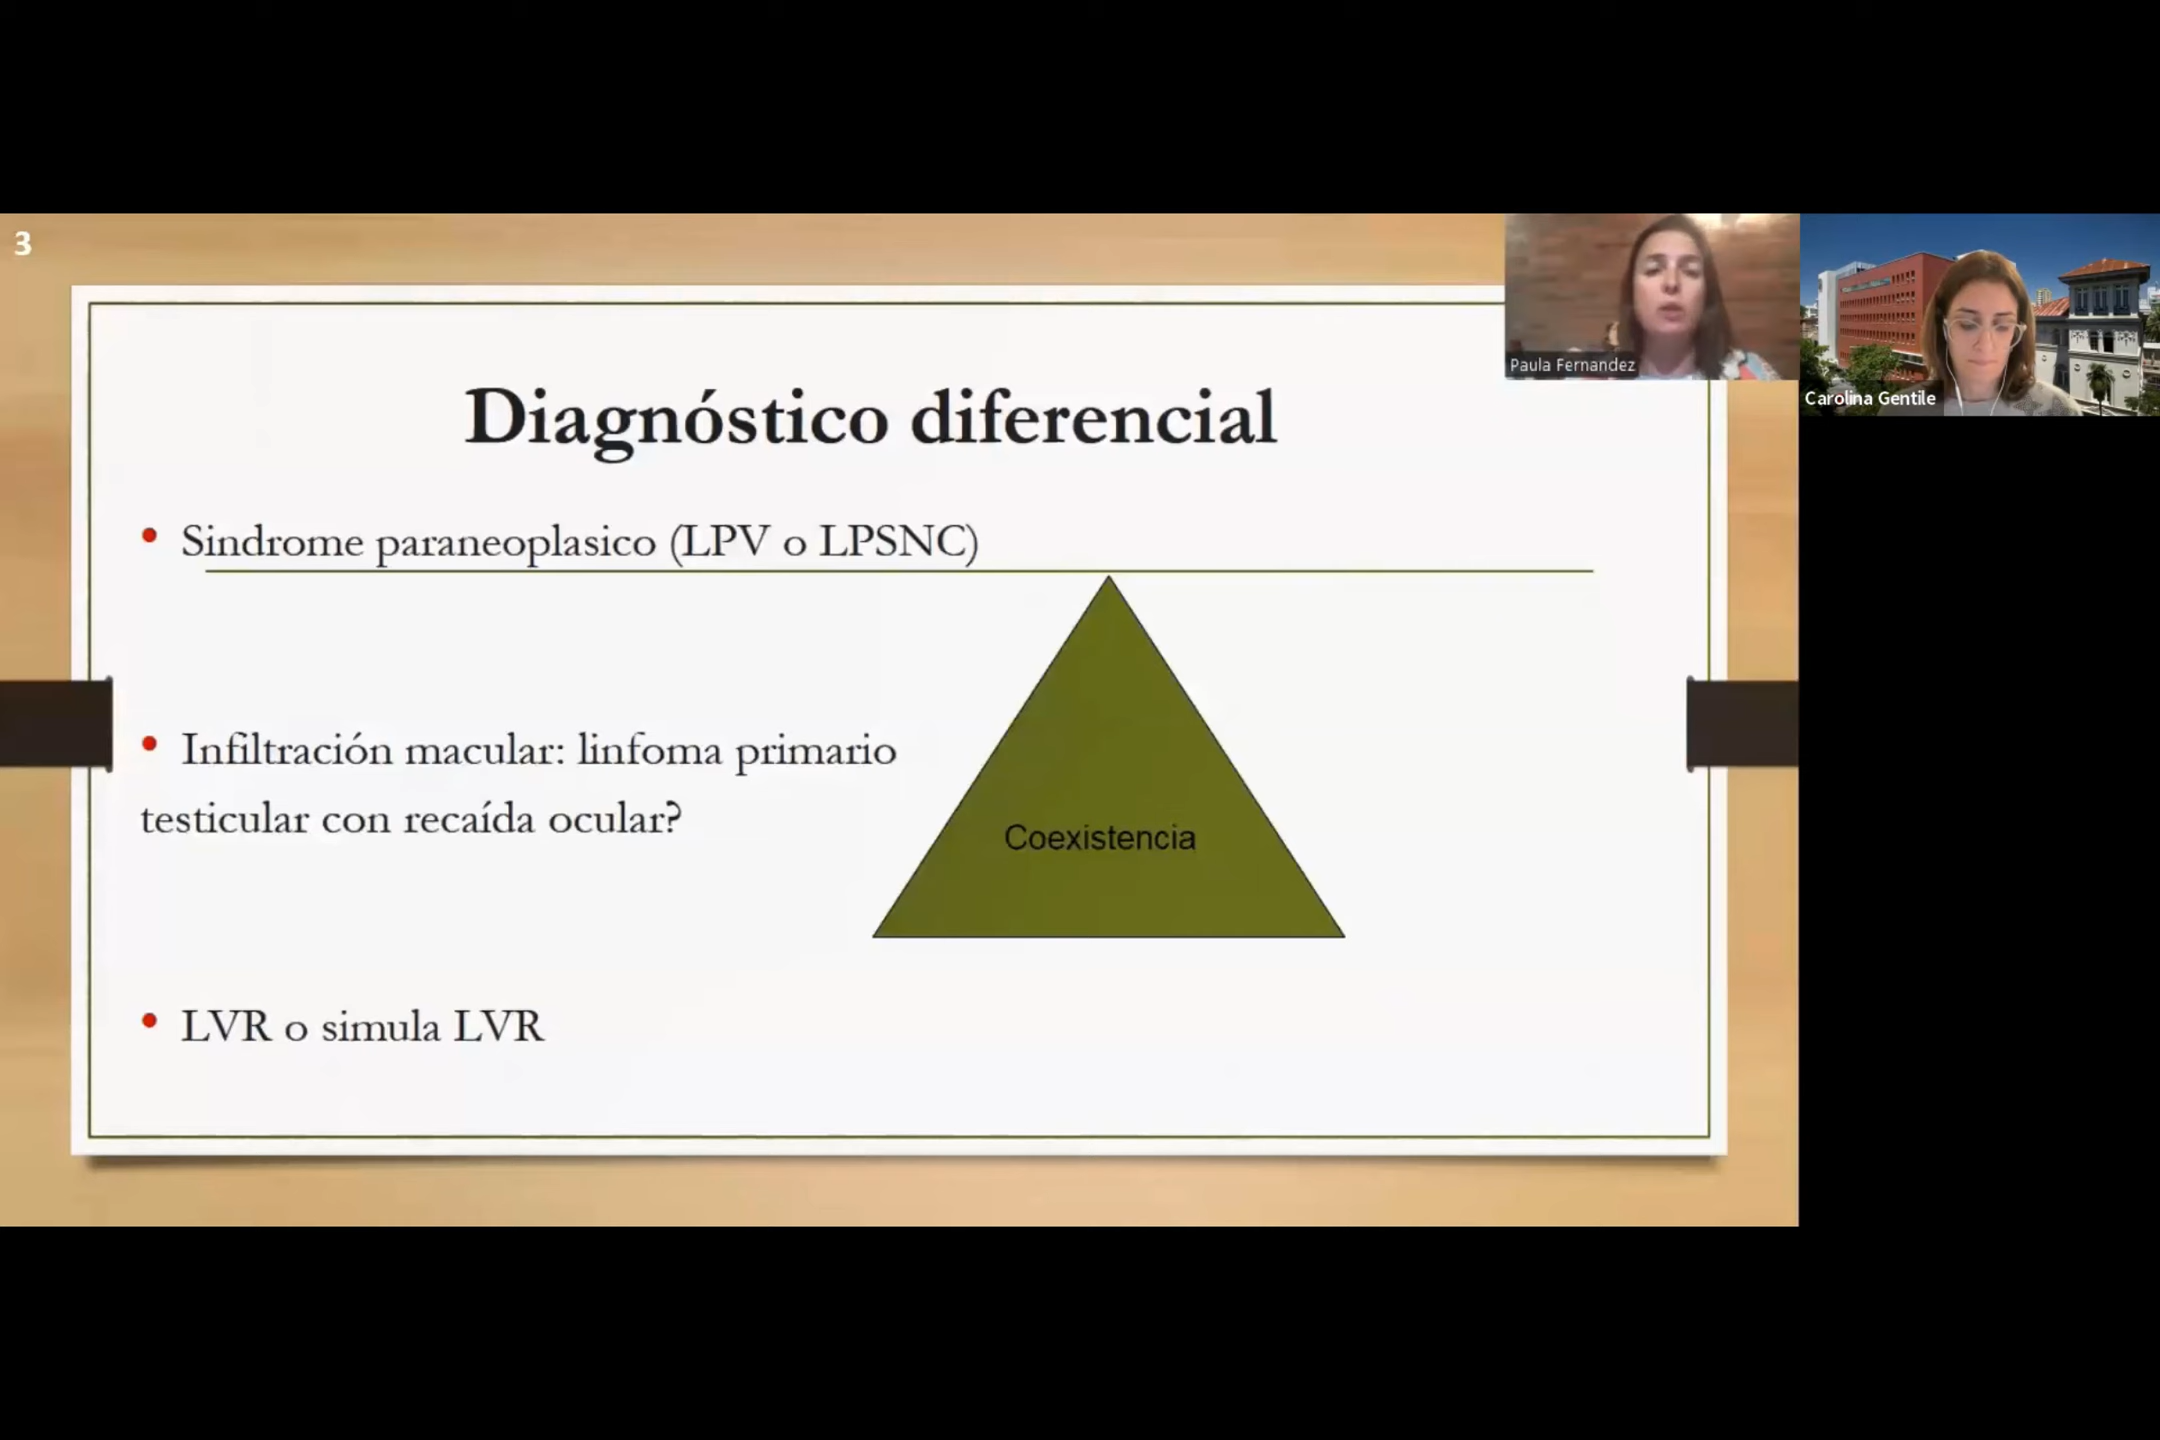 3
Paula Fernandez
Carolina Gentile
Diagnóstico diferencial
• Sindrome paraneoplasico (LPV o LPSNC)
• Infiltración macular: linfoma primario
testicular con recaída ocular?
Coexistencia
• LVR o simula LVR